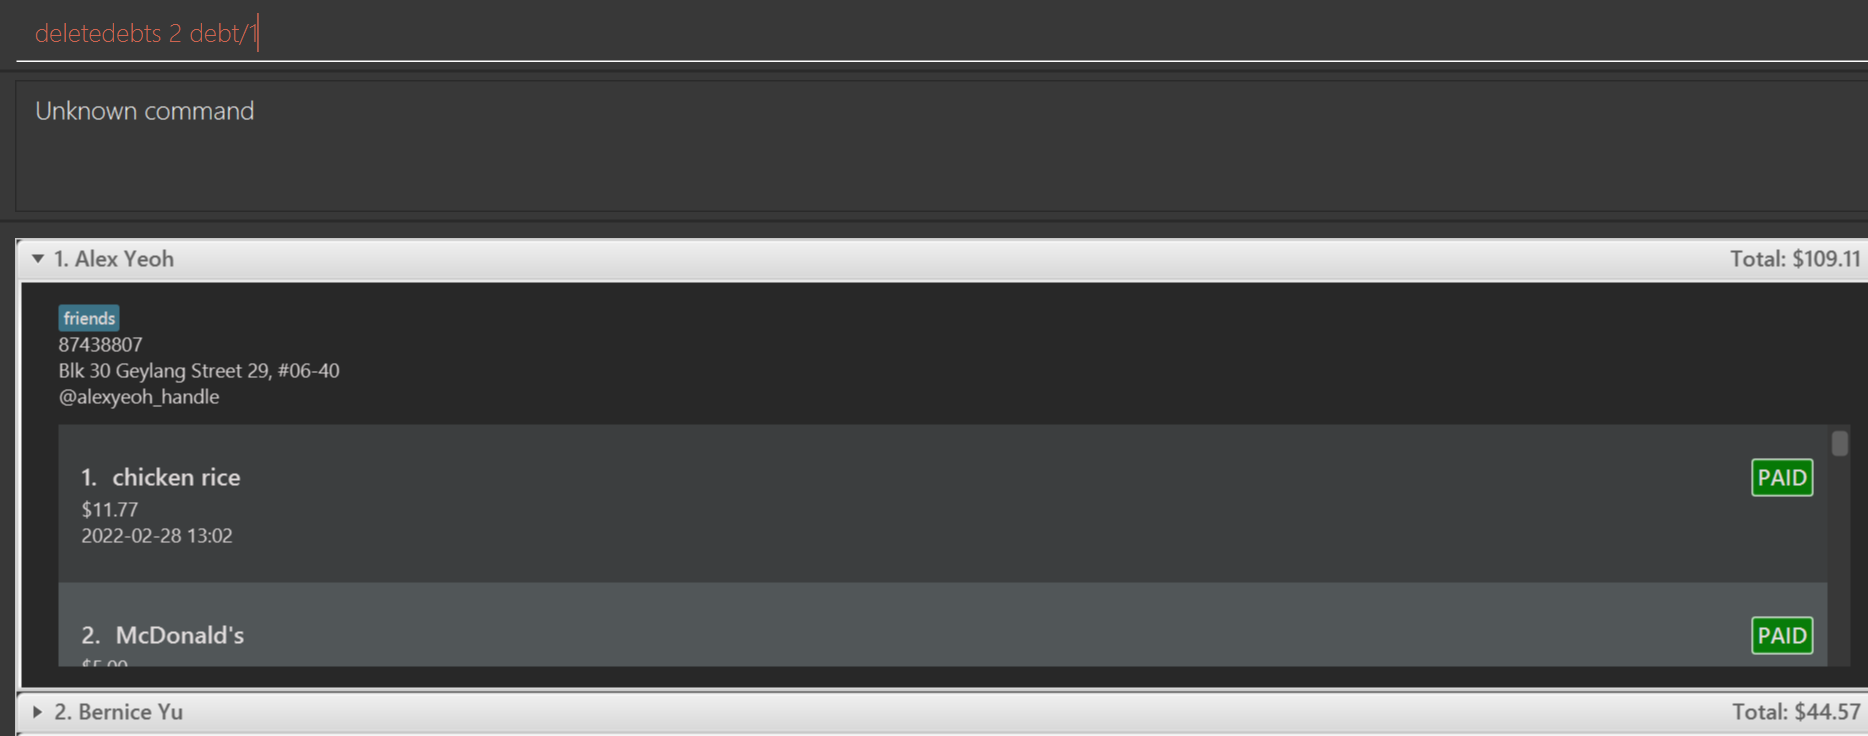 deletedebts 2 debt/1
Unknown command
1. Alex Yeoh Total: $109.11
friends
87438807
Blk 30 Geylang Street 29, #06-40
@alexyeoh_handle
1. chicken rice PAID
$11.77
2022-02-28 13:02
2. McDonald's PAID
$5.00
2. Bernice Yu Total: $44.57